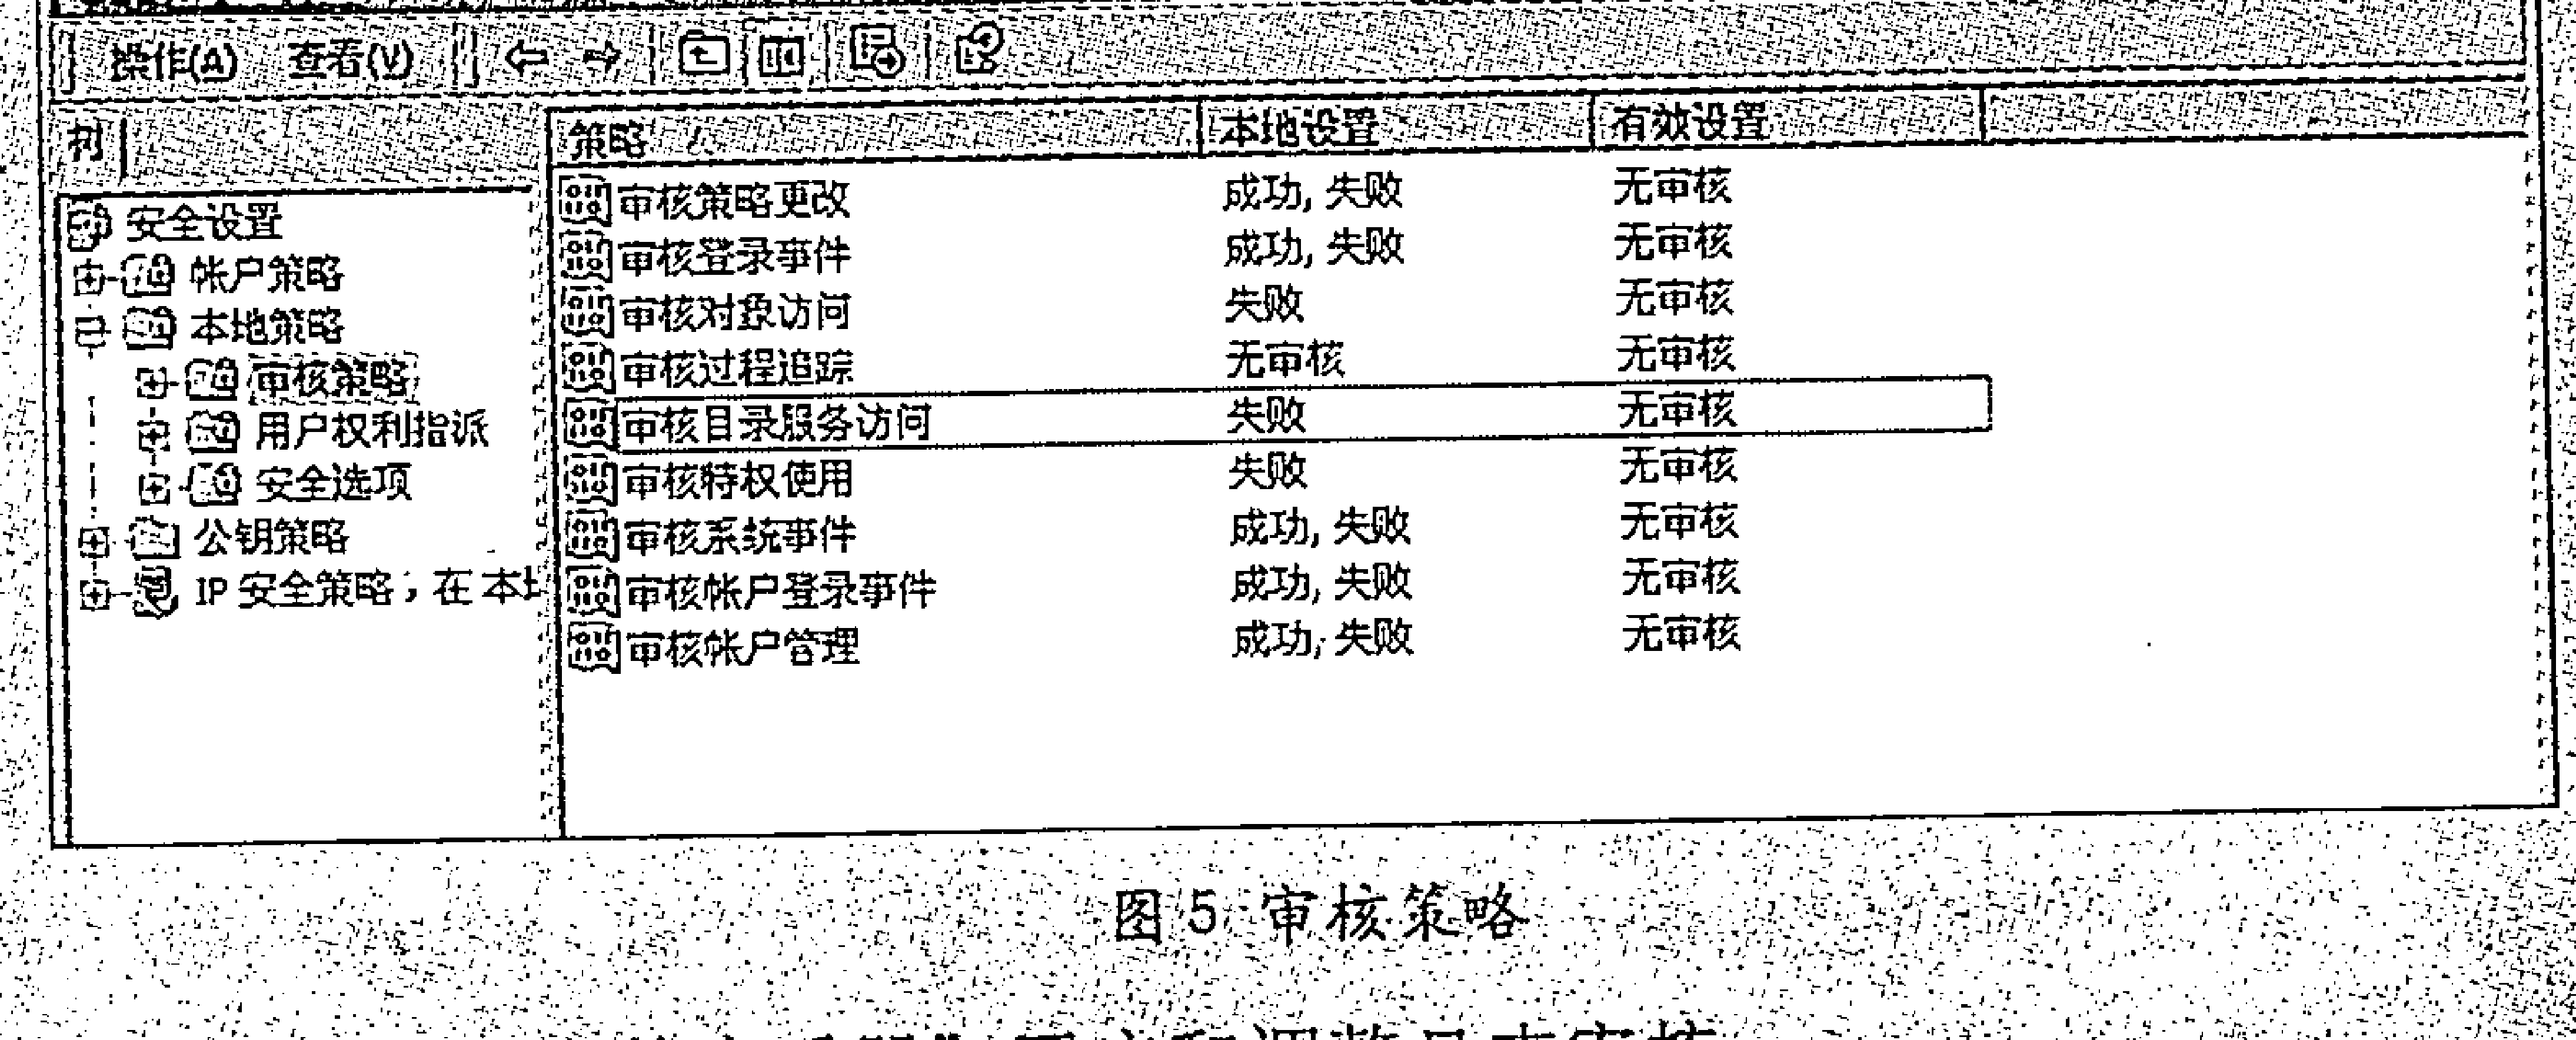 操作(A) 查看(V)
树
策略 本地设置 有效设置
安全设置
帐户策略
本地策略
审核策略
用户权利指派
安全选项
公钥策略
IP 安全策略，在 本
审核策略更改 成功, 失败 无审核
审核登录事件 成功, 失败 无审核
审核对象访问 失败 无审核
审核过程追踪 无审核 无审核
审核目录服务访问 失败 无审核
审核特权使用 失败 无审核
审核系统事件 成功, 失败 无审核
审核帐户登录事件 成功, 失败 无审核
审核帐户管理 成功, 失败 无审核
图 5 审核策略